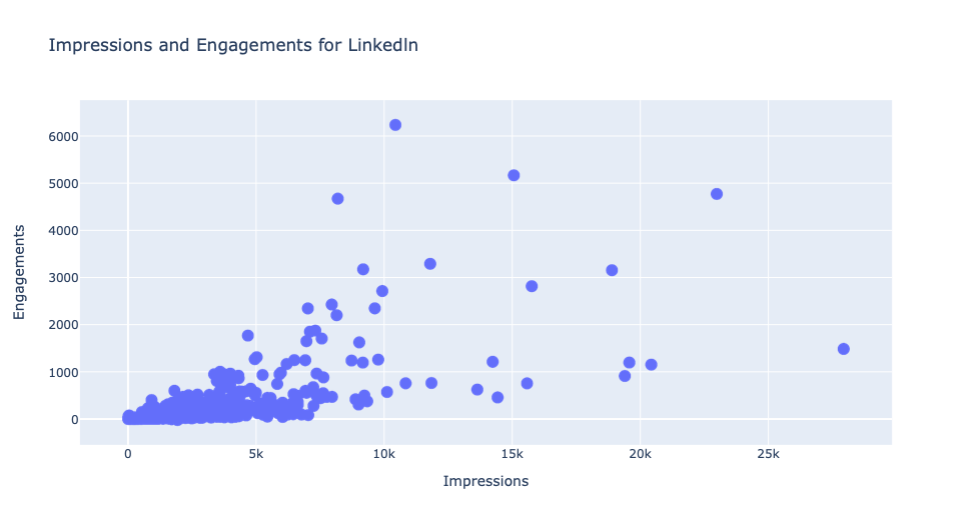 Impressions and Engagements for LinkedIn
6000
5000
4000
3000
2000
1000
0
Engagements
0
5k
10k
15k
20k
25k
Impressions